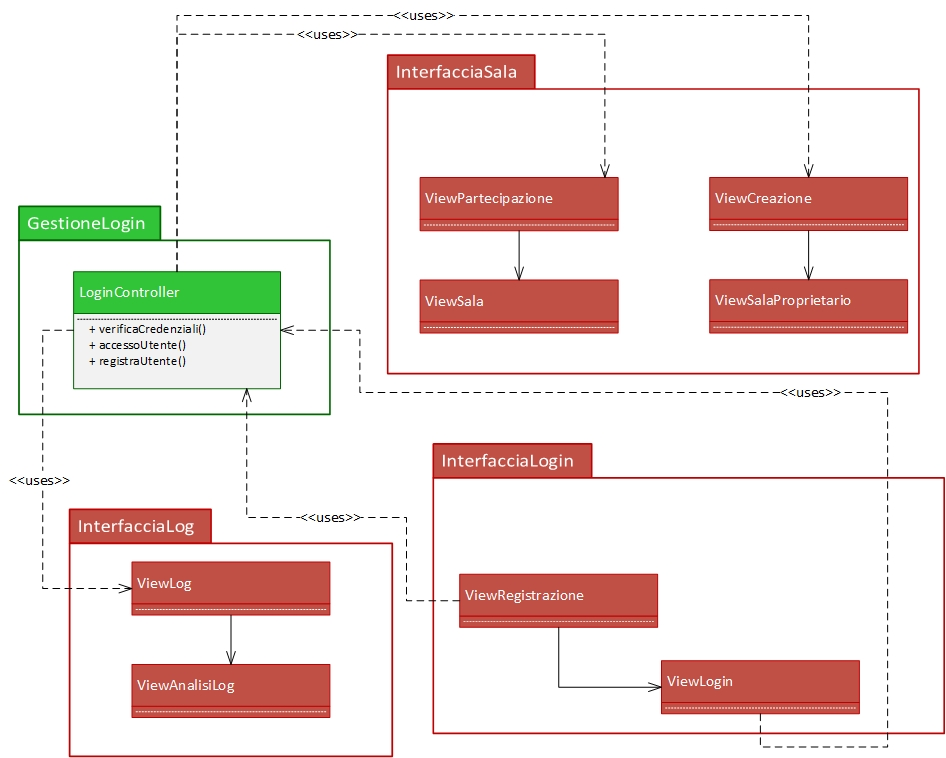 <<uses>>
<<uses>>
InterfacciaSala
ViewPartecipazione
ViewCreazione
GestioneLogin
LoginController
ViewSala
ViewSalaProprietario
+ verificaCredenziali()
+ accessoUtente()
+ registraUtente()
<<uses>>
InterfacciaLogin
<<uses>>
<<uses>>
InterfacciaLog
ViewLog
ViewRegistrazione
ViewAnalisiLog
ViewLogin